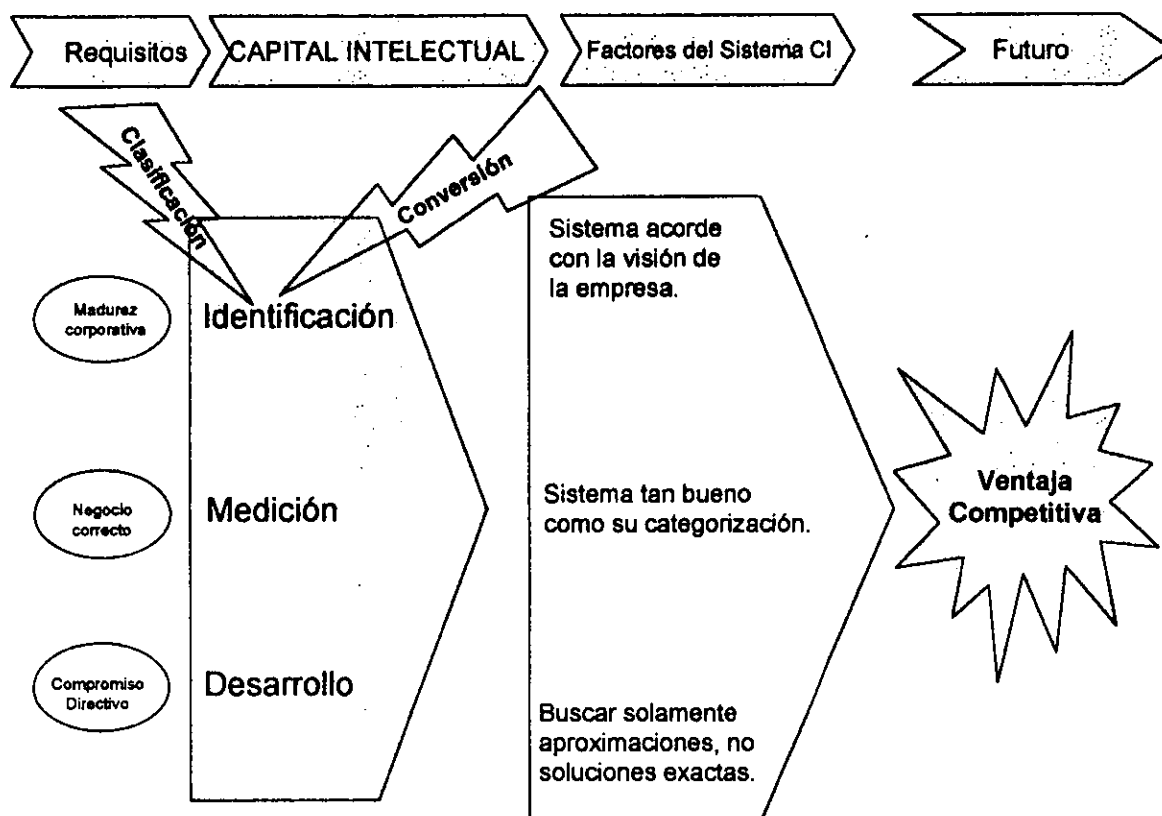 Requisitos
CAPITAL INTELECTUAL
Factores del Sistema CI
Futuro
Clasificación
Conversión
Madurez
corporativa
Identificación
Sistema acorde
con la visión de
la empresa.
Negocio
correcto
Medición
Sistema tan bueno
como su categorización.
Ventaja
Competitiva
Compromiso
Directivo
Desarrollo
Buscar solamente
aproximaciones, no
soluciones exactas.